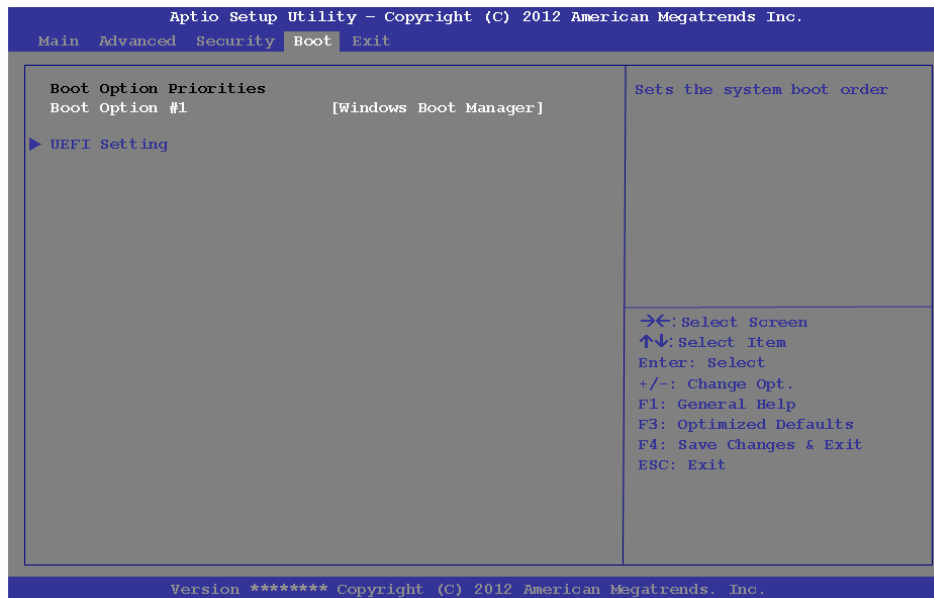 Aptio Setup Utility – Copyright (C) 2012 American Megatrends Inc.
Main Advanced Security Boot Exit
Boot Option Priorities
Boot Option #1 [Windows Boot Manager]
▶ UEFI Setting
Sets the system boot order
→←: Select Screen
↑↓: Select Item
Enter: Select
+/-: Change Opt.
F1: General Help
F3: Optimized Defaults
F4: Save Changes & Exit
ESC: Exit
Version ******** Copyright (C) 2012 American Megatrends. Inc.